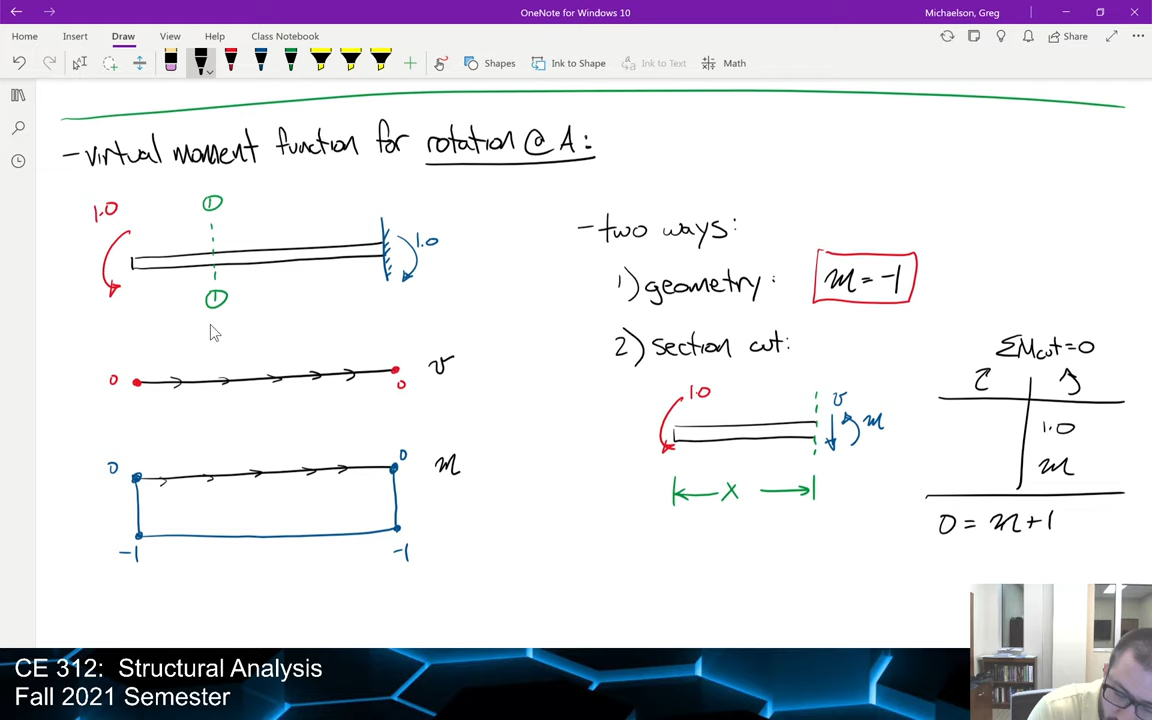 OneNote for Windows 10
Michaelson, Greg
Home Insert Draw View Help Class Notebook
Share
Shapes Ink to Shape Ink to Text Math
- virtual moment function for rotation @ A:
1.0
①
1.0
①
0
0
v
0
0
m
-1
-1
- two ways:
1) geometry: m = -1
2) section cut:
1.0
v
m
x
ΣMcut = 0
1.0
m
0 = m + 1
CE 312: Structural Analysis
Fall 2021 Semester